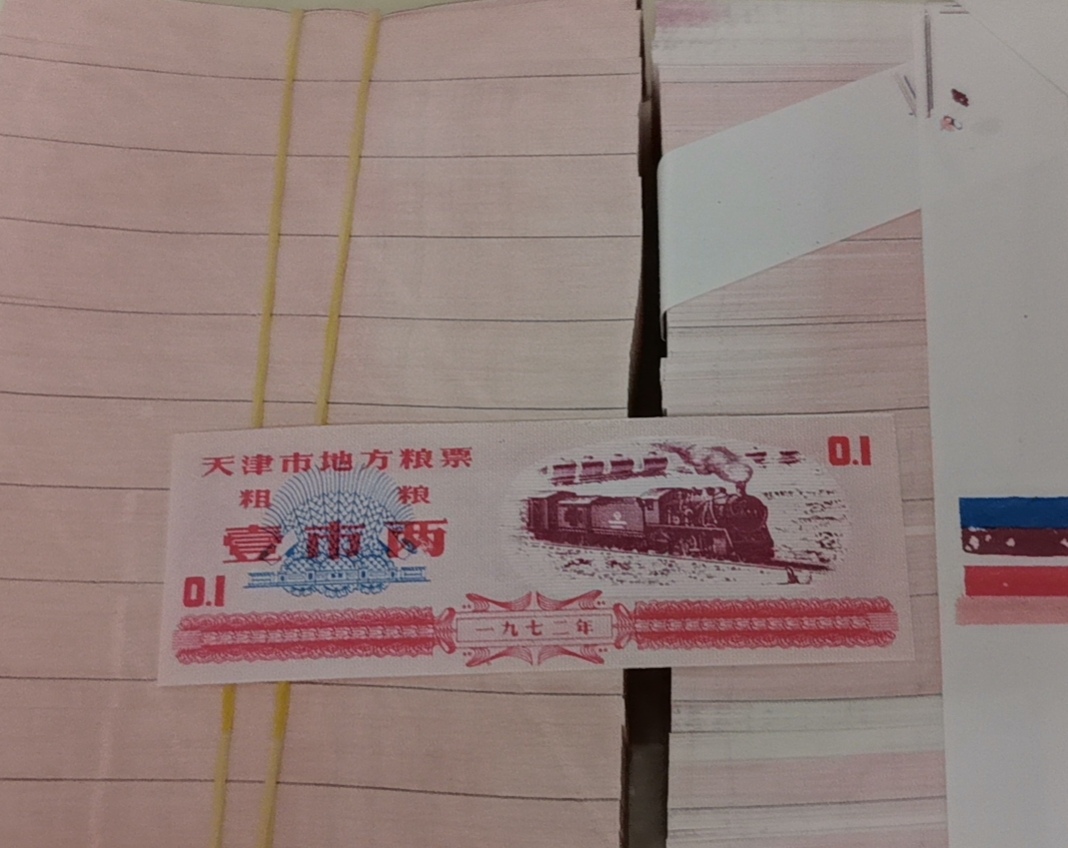 天津市地方粮票
粗 粮
壹市两
0.1
0.1
一九七二年